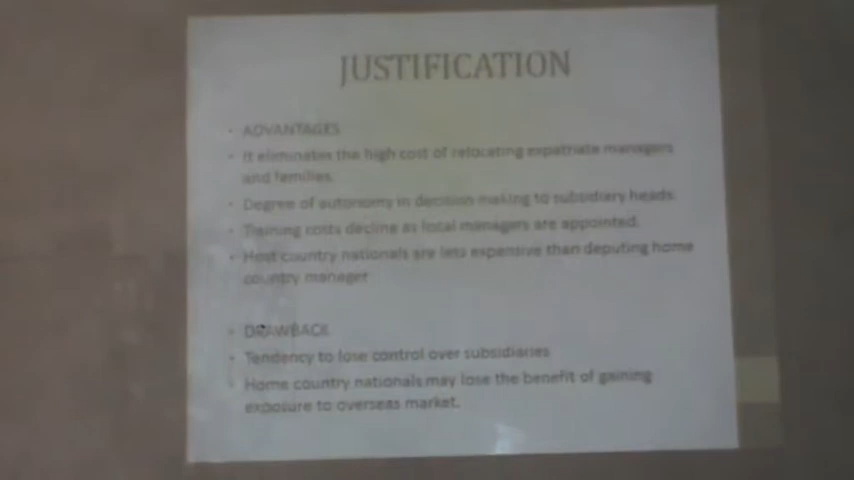 JUSTIFICATION
• ADVANTAGES
• It eliminates the high cost of relocating expatriate managers
and families.
• Degree of autonomy in decision making to subsidiary heads.
• Training costs decline as local managers are appointed.
• Host country nationals are less expensive than deputing home
country manager
• DRAWBACK
• Tendency to lose control over subsidiaries
• Home country nationals may lose the benefit of gaining
exposure to overseas market.